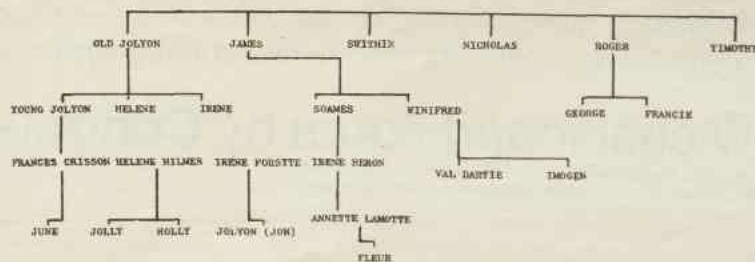 OLD JOLYON JAMES SWITHIN NICHOLAS ROGER TIMOTHY
YOUNG JOLYON HELENE IRENE SOAMES WINIFRED GEORGE FRANCIE
FRANCES CRISSON HELENE HILMER IRENE FORSYTE IRENE HERON VAL DARTIE IMOGEN
JUNE JOLLY HOLLY JOLYON (JON) ANNETTE LAMOTTE
FLEUR